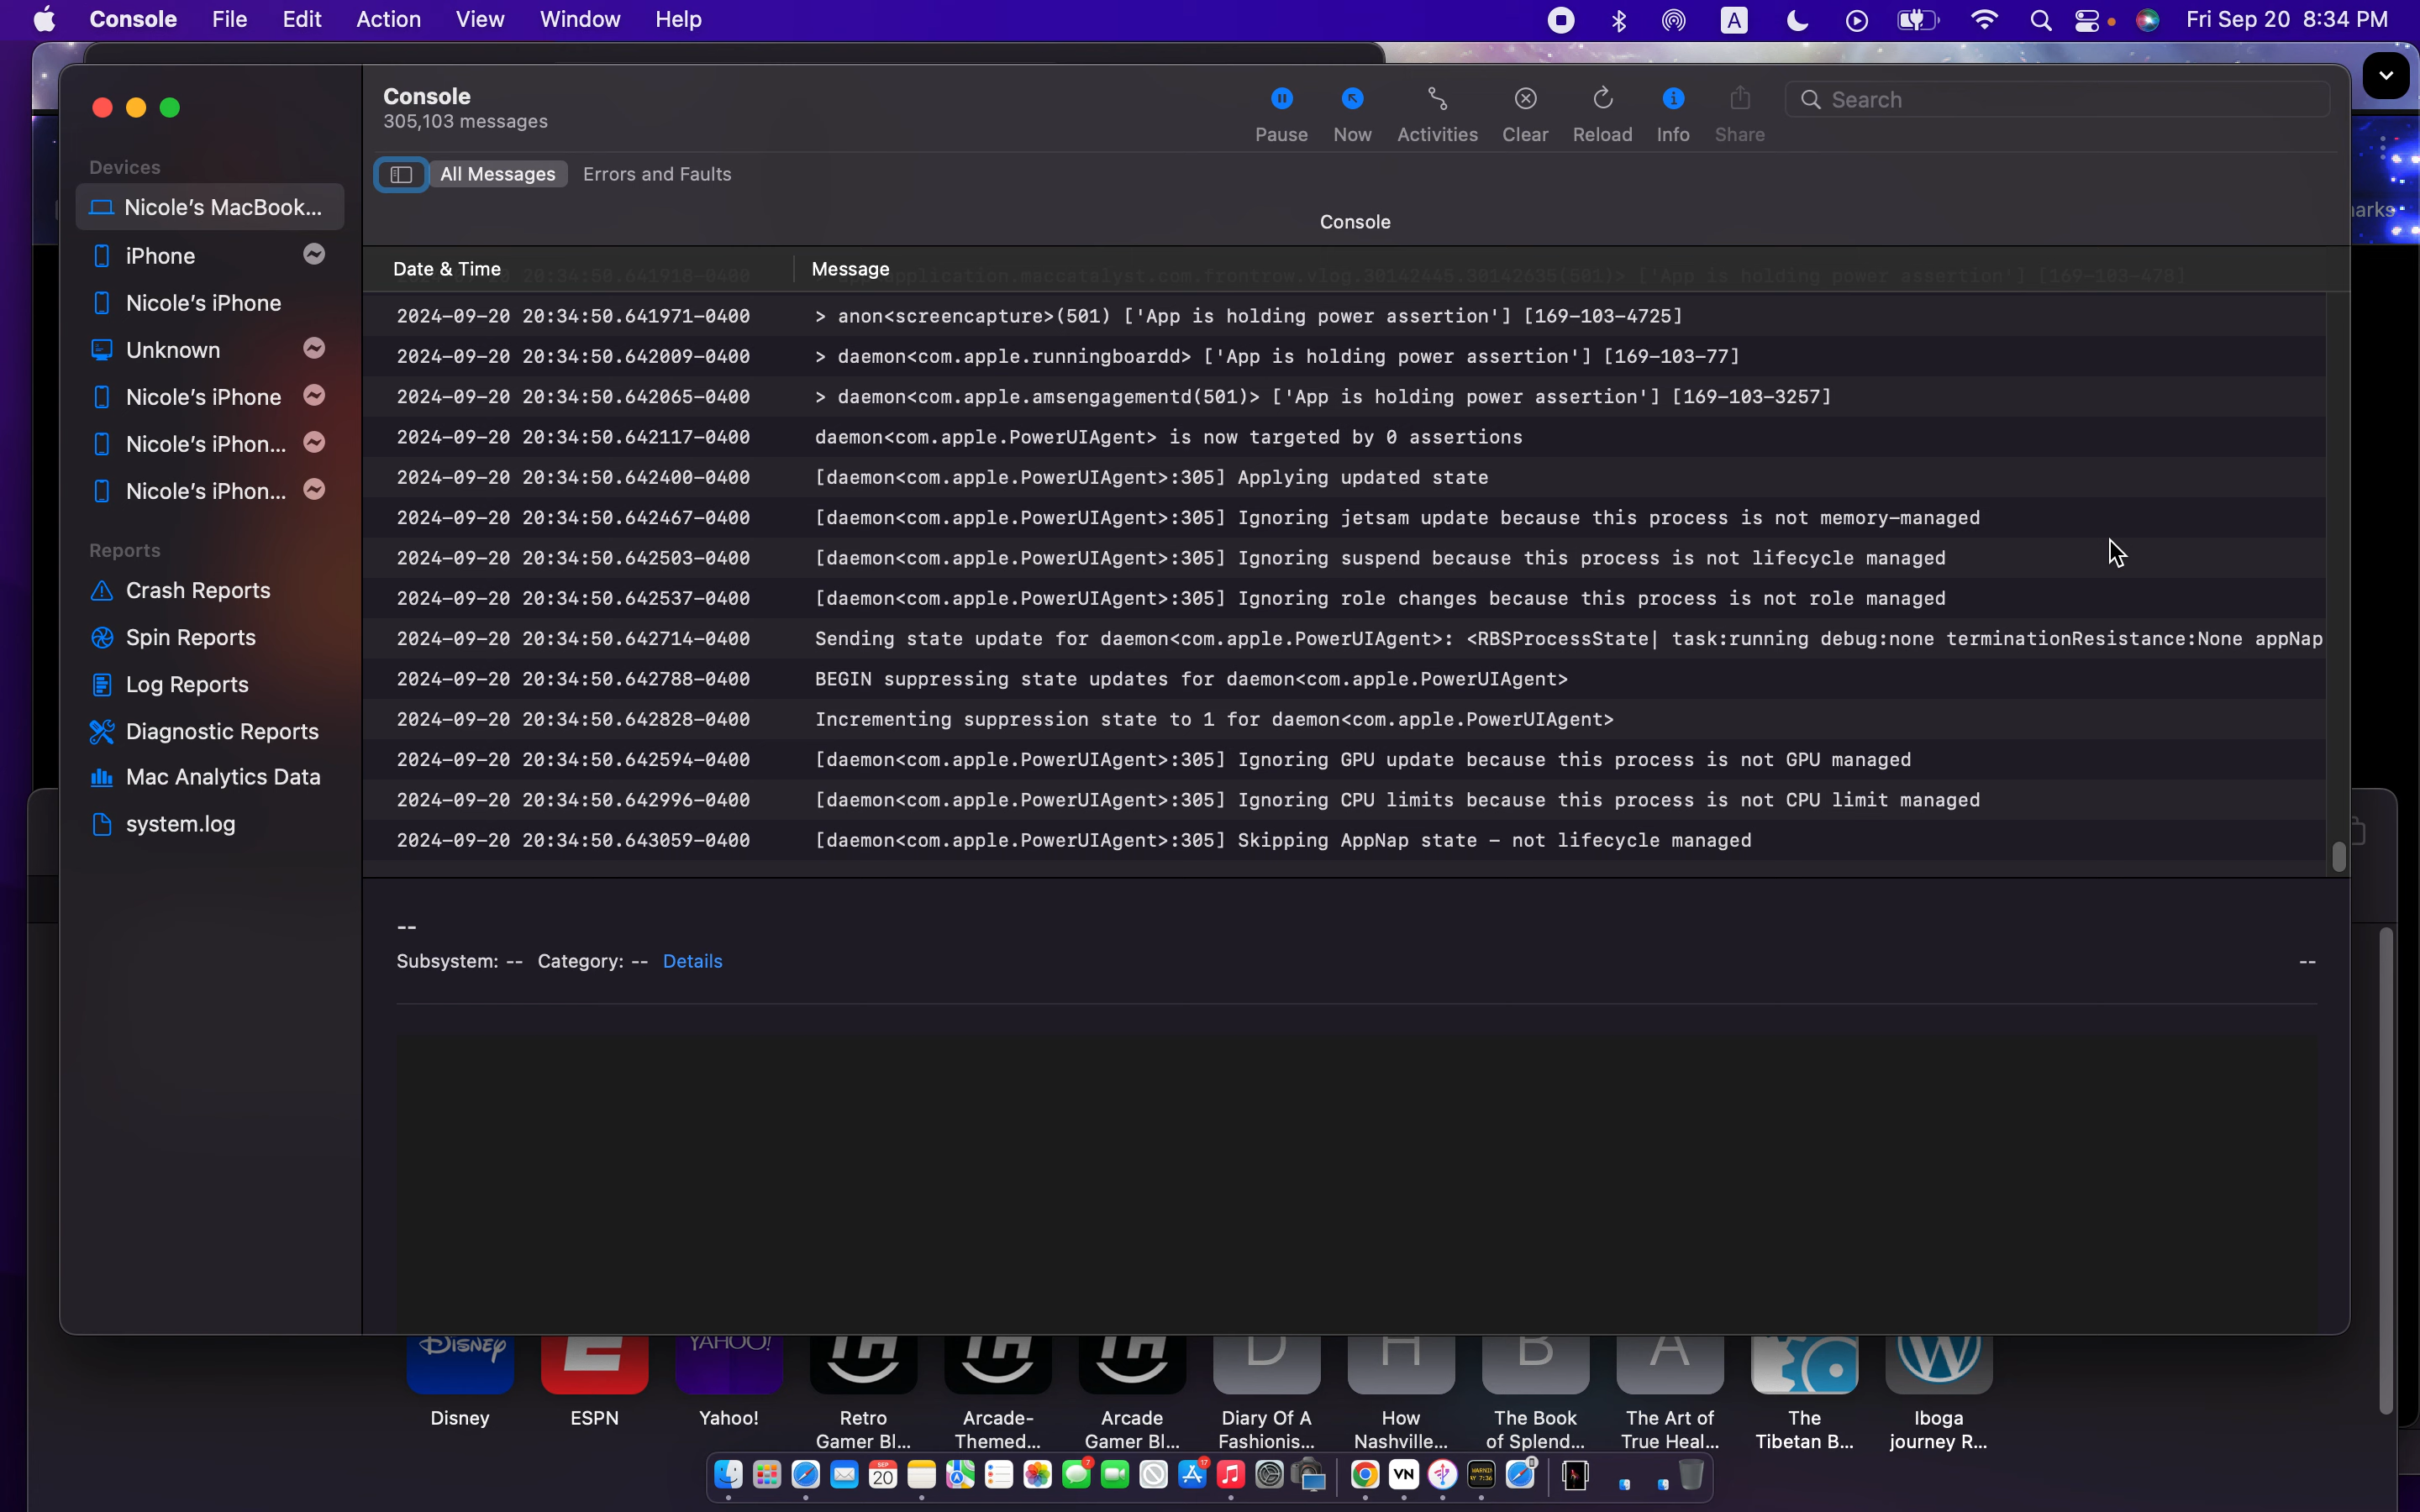 Console File Edit Action View Window Help
A
Fri Sep 20 8:34 PM
Console
305,103 messages
Pause Now Activities Clear Reload Info Share
Search
All Messages Errors and Faults
Console
Devices
Nicole's MacBook...
iPhone
Nicole's iPhone
Unknown
Nicole's iPhone
Nicole's iPhon...
Nicole's iPhon...
Reports
Crash Reports
Spin Reports
Log Reports
Diagnostic Reports
Mac Analytics Data
system.log
Date & Time Message
2024-09-20 20:34:50.641971-0400 > anon<screencapture>(501) ['App is holding power assertion'] [169-103-4725]
2024-09-20 20:34:50.642009-0400 > daemon<com.apple.runningboardd> ['App is holding power assertion'] [169-103-77]
2024-09-20 20:34:50.642065-0400 > daemon<com.apple.amsengagementd(501)> ['App is holding power assertion'] [169-103-3257]
2024-09-20 20:34:50.642117-0400 daemon<com.apple.PowerUIAgent> is now targeted by 0 assertions
2024-09-20 20:34:50.642400-0400 [daemon<com.apple.PowerUIAgent>:305] Applying updated state
2024-09-20 20:34:50.642467-0400 [daemon<com.apple.PowerUIAgent>:305] Ignoring jetsam update because this process is not memory-managed
2024-09-20 20:34:50.642503-0400 [daemon<com.apple.PowerUIAgent>:305] Ignoring suspend because this process is not lifecycle managed
2024-09-20 20:34:50.642537-0400 [daemon<com.apple.PowerUIAgent>:305] Ignoring role changes because this process is not role managed
2024-09-20 20:34:50.642714-0400 Sending state update for daemon<com.apple.PowerUIAgent>: <RBSProcessState| task:running debug:none terminationResistance:None appNap
2024-09-20 20:34:50.642788-0400 BEGIN suppressing state updates for daemon<com.apple.PowerUIAgent>
2024-09-20 20:34:50.642828-0400 Incrementing suppression state to 1 for daemon<com.apple.PowerUIAgent>
2024-09-20 20:34:50.642594-0400 [daemon<com.apple.PowerUIAgent>:305] Ignoring GPU update because this process is not GPU managed
2024-09-20 20:34:50.642996-0400 [daemon<com.apple.PowerUIAgent>:305] Ignoring CPU limits because this process is not CPU limit managed
2024-09-20 20:34:50.643059-0400 [daemon<com.apple.PowerUIAgent>:305] Skipping AppNap state – not lifecycle managed
--
Subsystem: -- Category: -- Details --
Disney YAHOO! D H B A
Disney ESPN Yahoo! Retro Gamer Bl... Arcade-Themed... Arcade Gamer Bl... Diary Of A Fashionis... How Nashville... The Book of Splend... The Art of True Heal... The Tibetan B... Iboga journey R...
SEP 20 7 17 VN